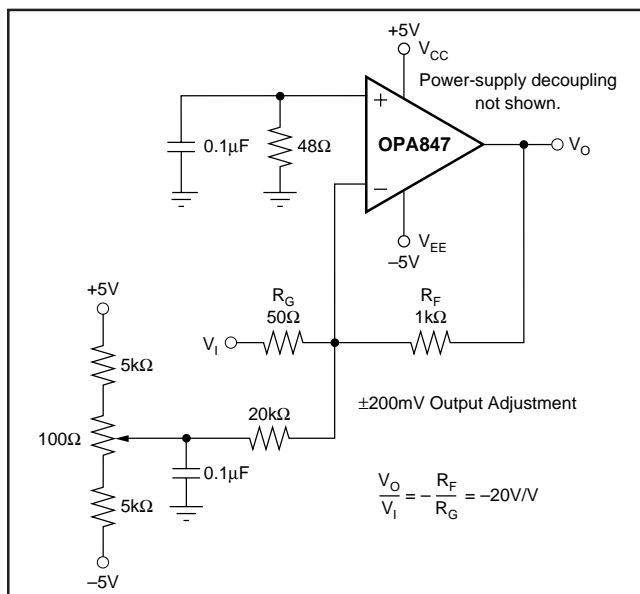 +5V
V_CC
Power-supply decoupling
not shown.
+
0.1µF
48Ω
OPA847
V_O
−
V_EE
–5V
+5V
R_G
50Ω
R_F
1kΩ
V_I
5kΩ
±200mV Output Adjustment
20kΩ
100Ω
0.1µF
V_O/V_I = – R_F/R_G = –20V/V
5kΩ
–5V